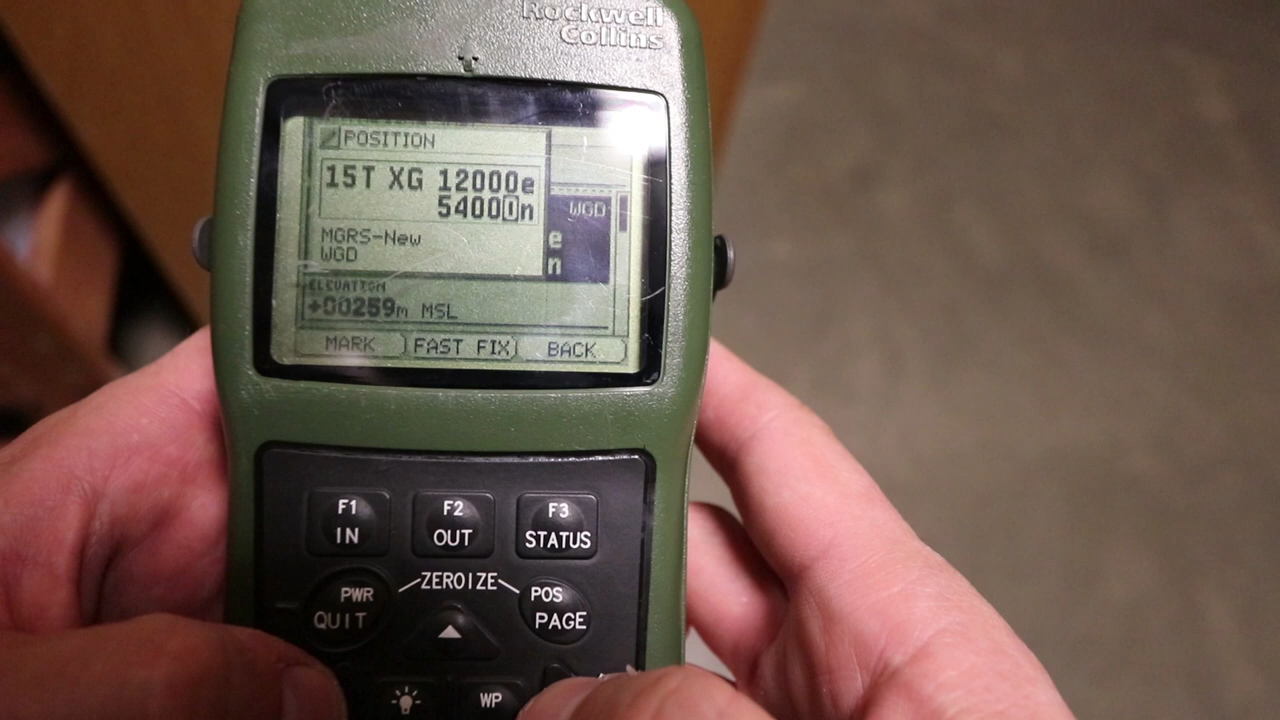 Rockwell
Collins
POSITION
15T XG 12000e
54000n
WGD
MGRS-New
WGD
e
n
ELEVATION
+00259m MSL
MARK FAST FIX BACK
F1 F2 F3
IN OUT STATUS
ZEROIZE
PWR POS
QUIT PAGE
WP